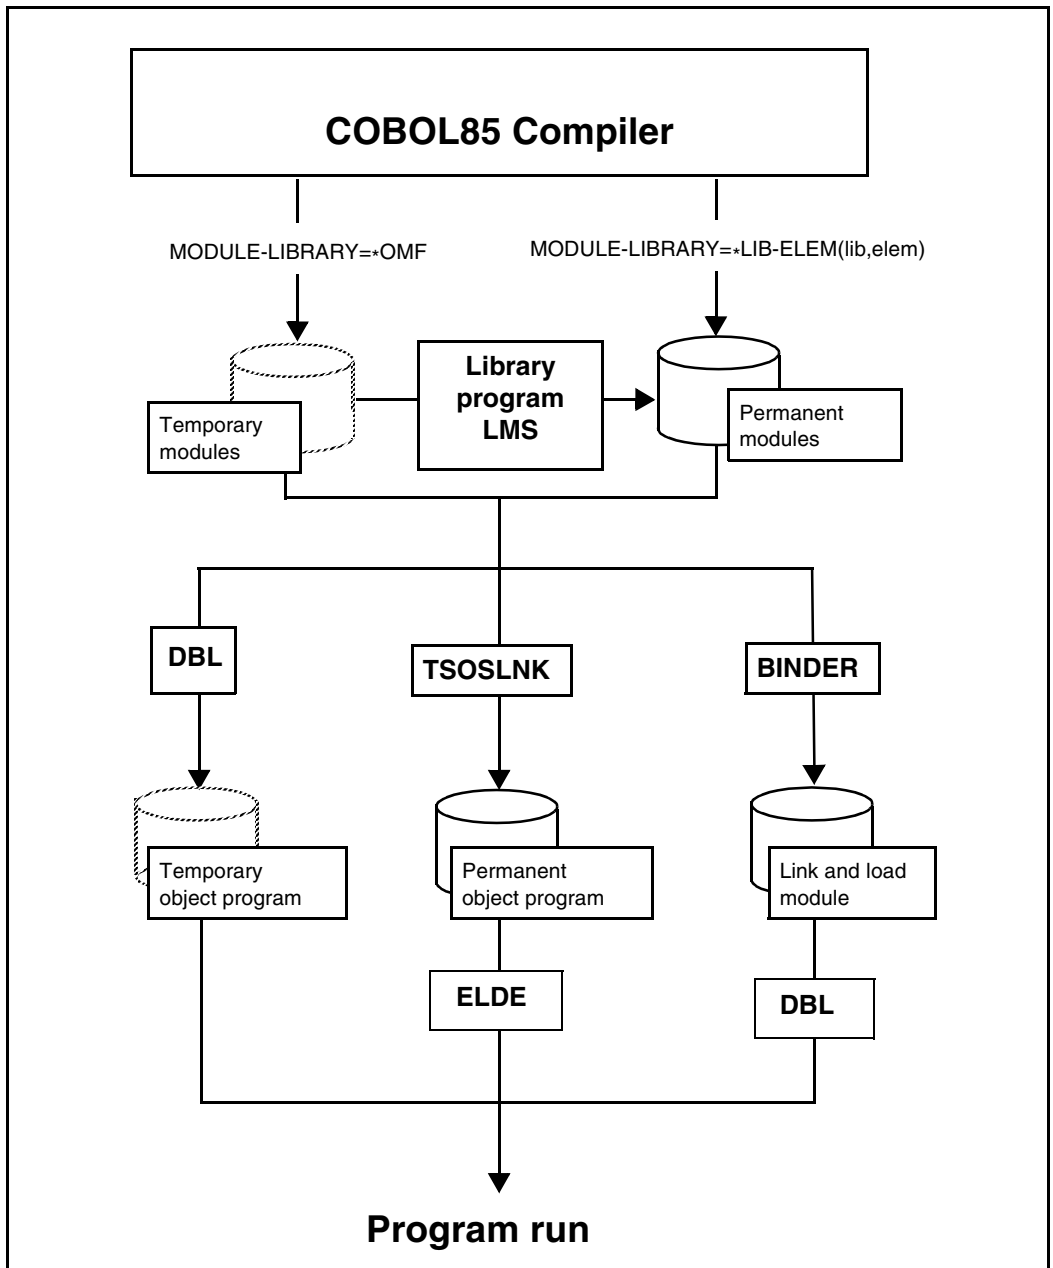 COBOL85 Compiler
MODULE-LIBRARY=*OMF
MODULE-LIBRARY=*LIB-ELEM(lib,elem)
Library
program
LMS
Temporary
modules
Permanent
modules
DBL
TSOSLNK
BINDER
Temporary
object program
Permanent
object program
Link and load
module
ELDE
DBL
Program run